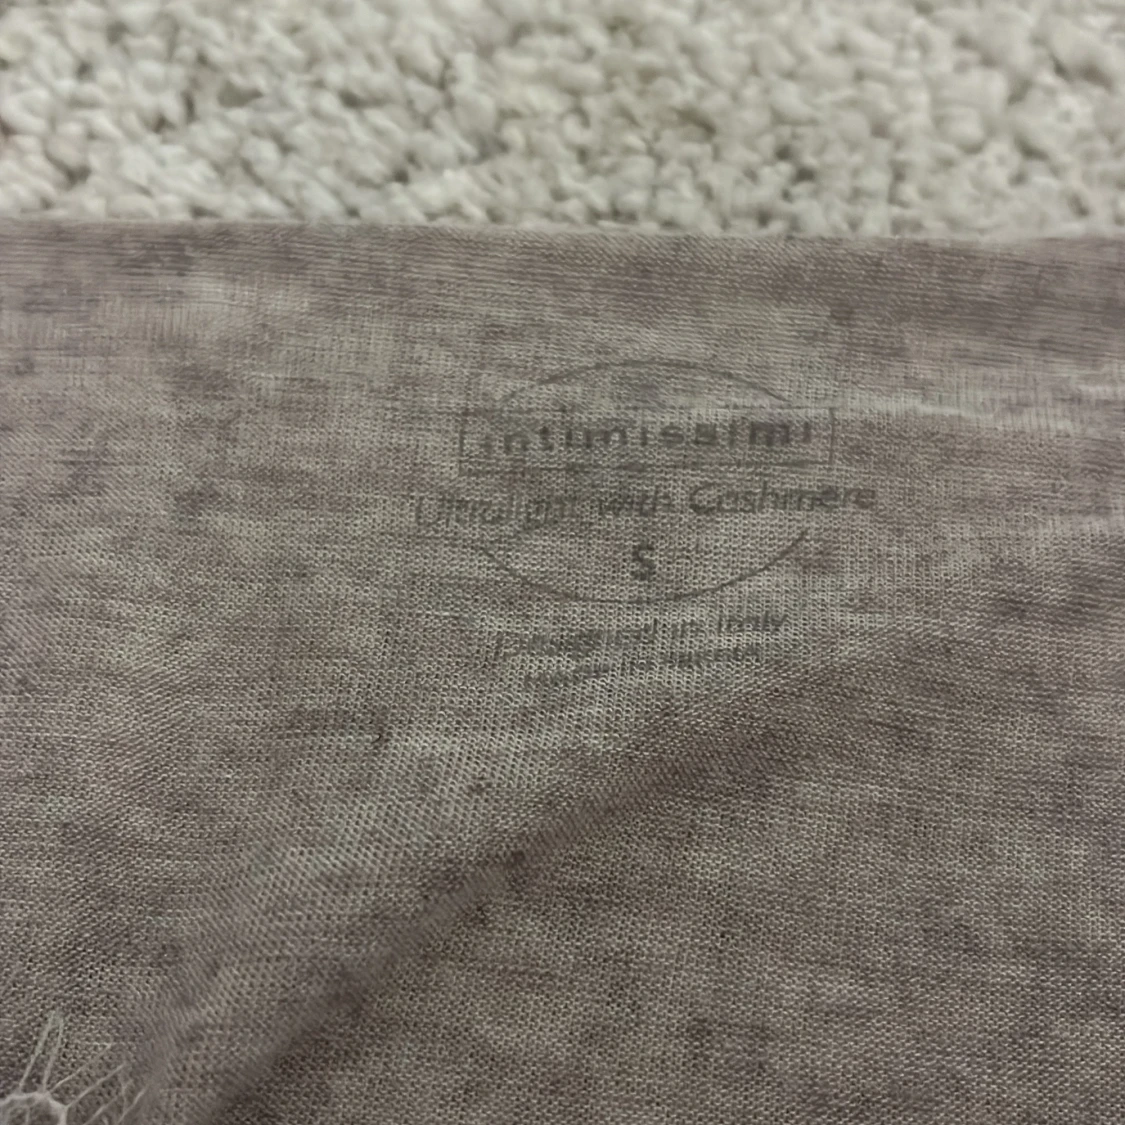 intimissimi
Ultralight with Cashmere
S
Designed in Italy
Made in